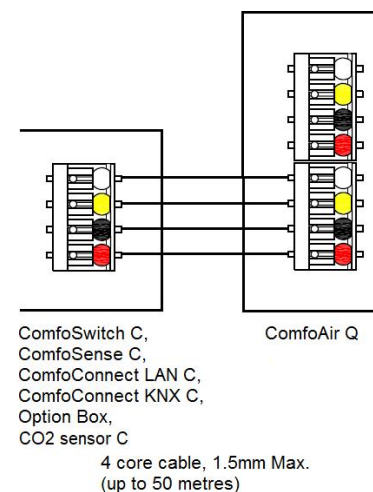 ComfoSwitch C,
ComfoSense C,
ComfoConnect LAN C,
ComfoConnect KNX C,
Option Box,
CO2 sensor C
ComfoAir Q
4 core cable, 1.5mm Max.
(up to 50 metres)